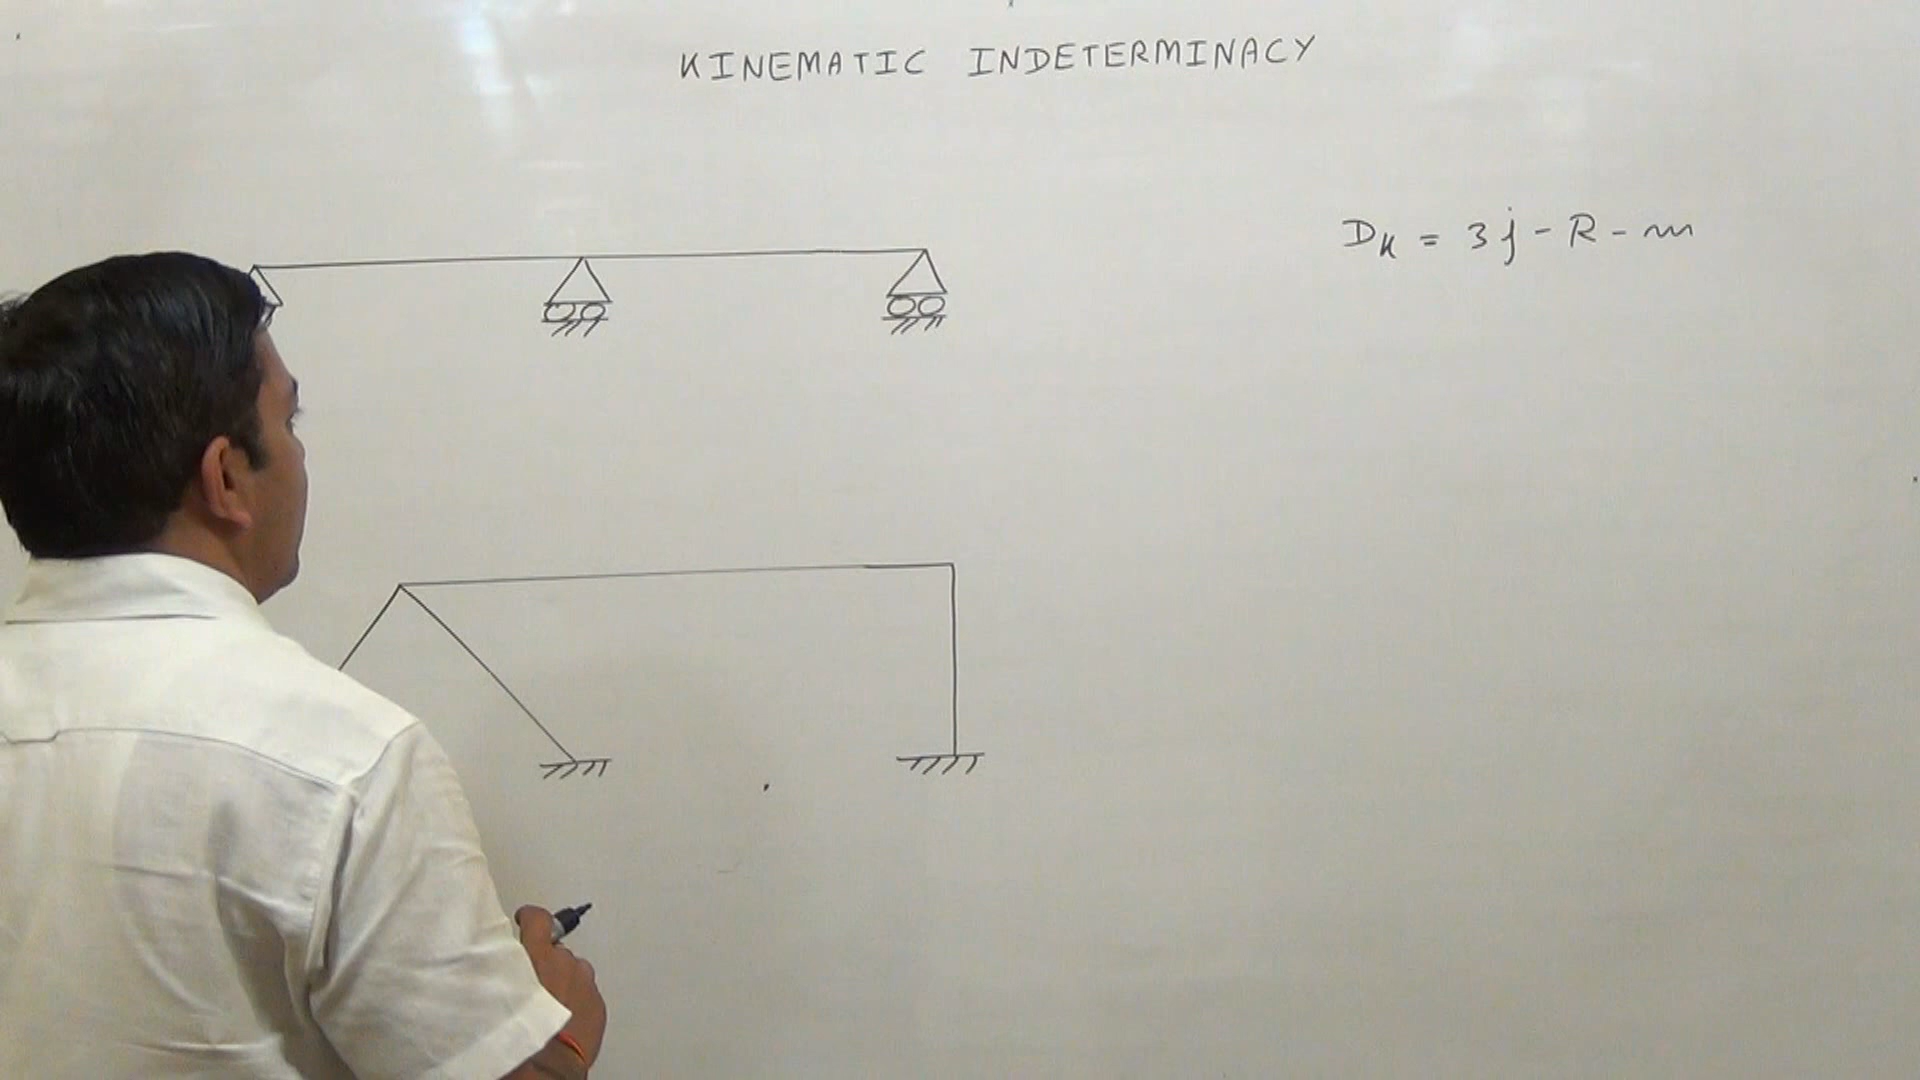 KINEMATIC INDETERMINACY
Dk = 3j - R - m